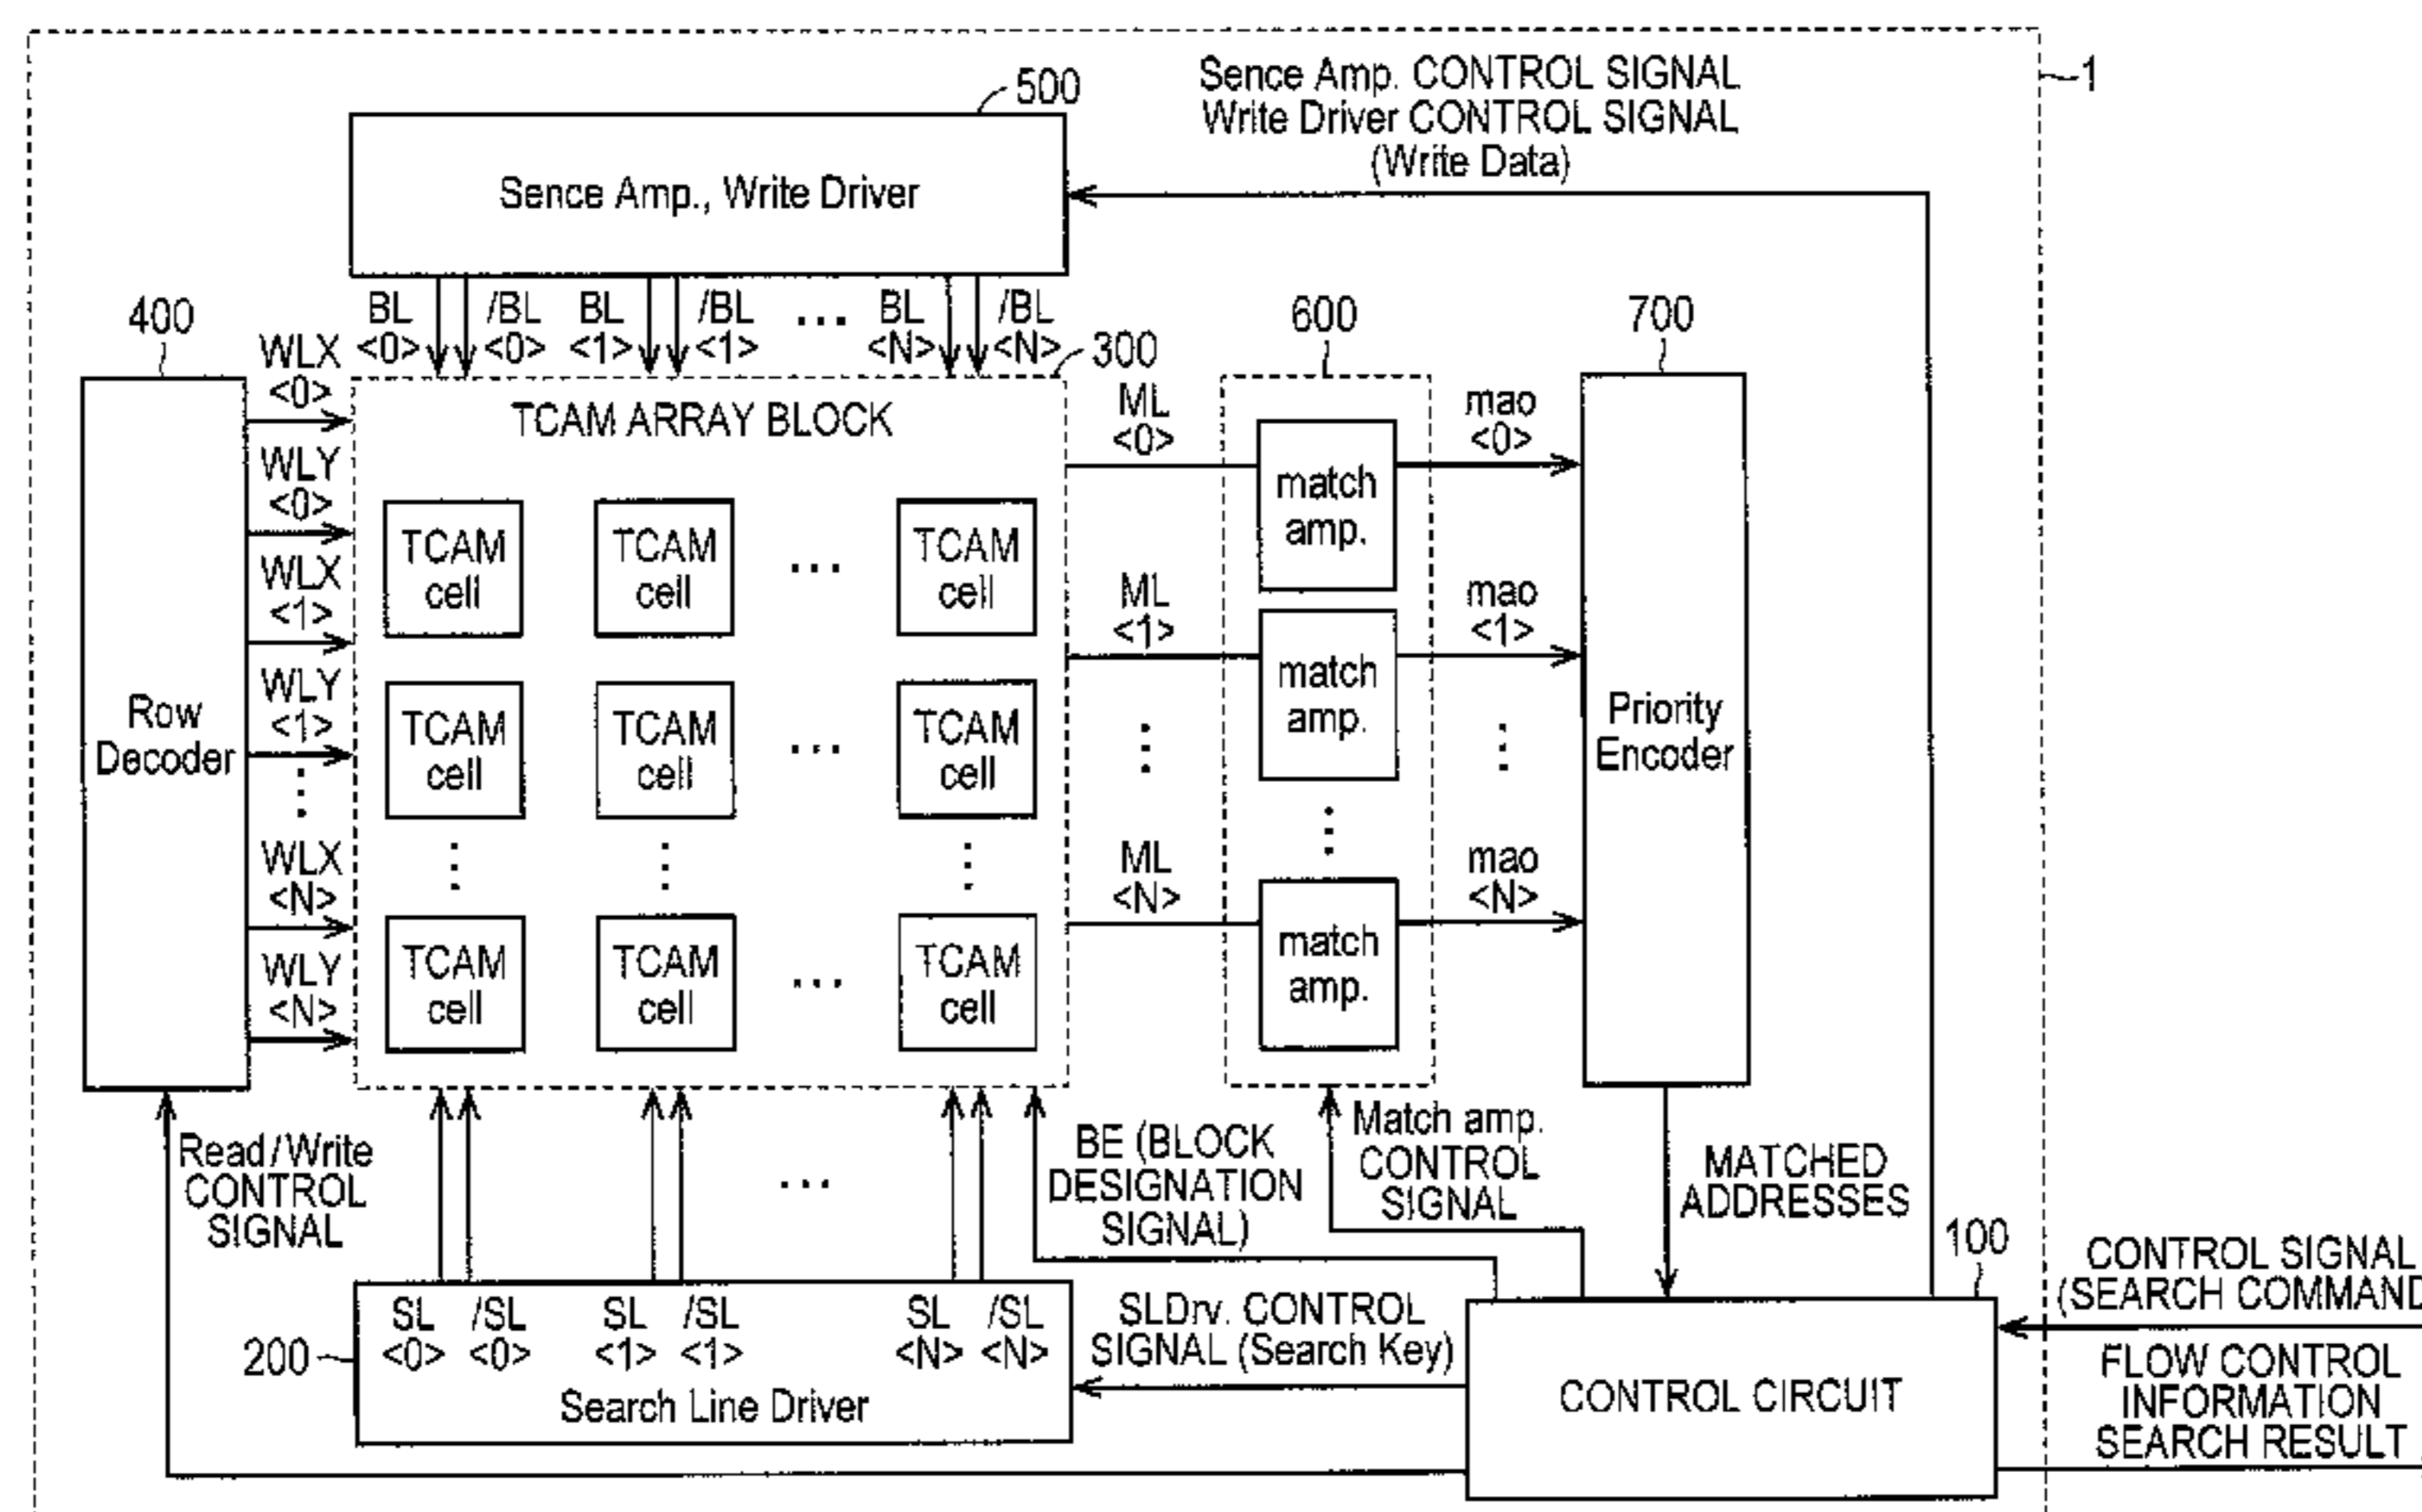 Sence Amp. CONTROL SIGNAL
Write Driver CONTROL SIGNAL
(Write Data)
1
500
Sence Amp., Write Driver
BL /BL BL /BL ... BL /BL
<0> <0> <1> <1> <N> <N>
400
300
600
700
WLX
<0>
WLY
<0>
WLX
<1>
WLY
<1>
WLX
<N>
WLY
<N>
Row
Decoder
TCAM ARRAY BLOCK
TCAM
cell
TCAM
cell
...
TCAM
cell
TCAM
cell
TCAM
cell
...
TCAM
cell
TCAM
cell
TCAM
cell
...
TCAM
cell
ML
<0>
ML
<1>
ML
<N>
match
amp.
match
amp.
match
amp.
mao
<0>
mao
<1>
mao
<N>
Priority
Encoder
Read/Write
CONTROL
SIGNAL
...
BE (BLOCK
DESIGNATION
SIGNAL)
Match amp.
CONTROL
SIGNAL
MATCHED
ADDRESSES
200
SL /SL SL /SL SL /SL
<0> <0> <1> <1> <N> <N>
Search Line Driver
SLDrv. CONTROL
SIGNAL (Search Key)
100
CONTROL CIRCUIT
CONTROL SIGNAL
(SEARCH COMMAND
FLOW CONTROL
INFORMATION
SEARCH RESULT